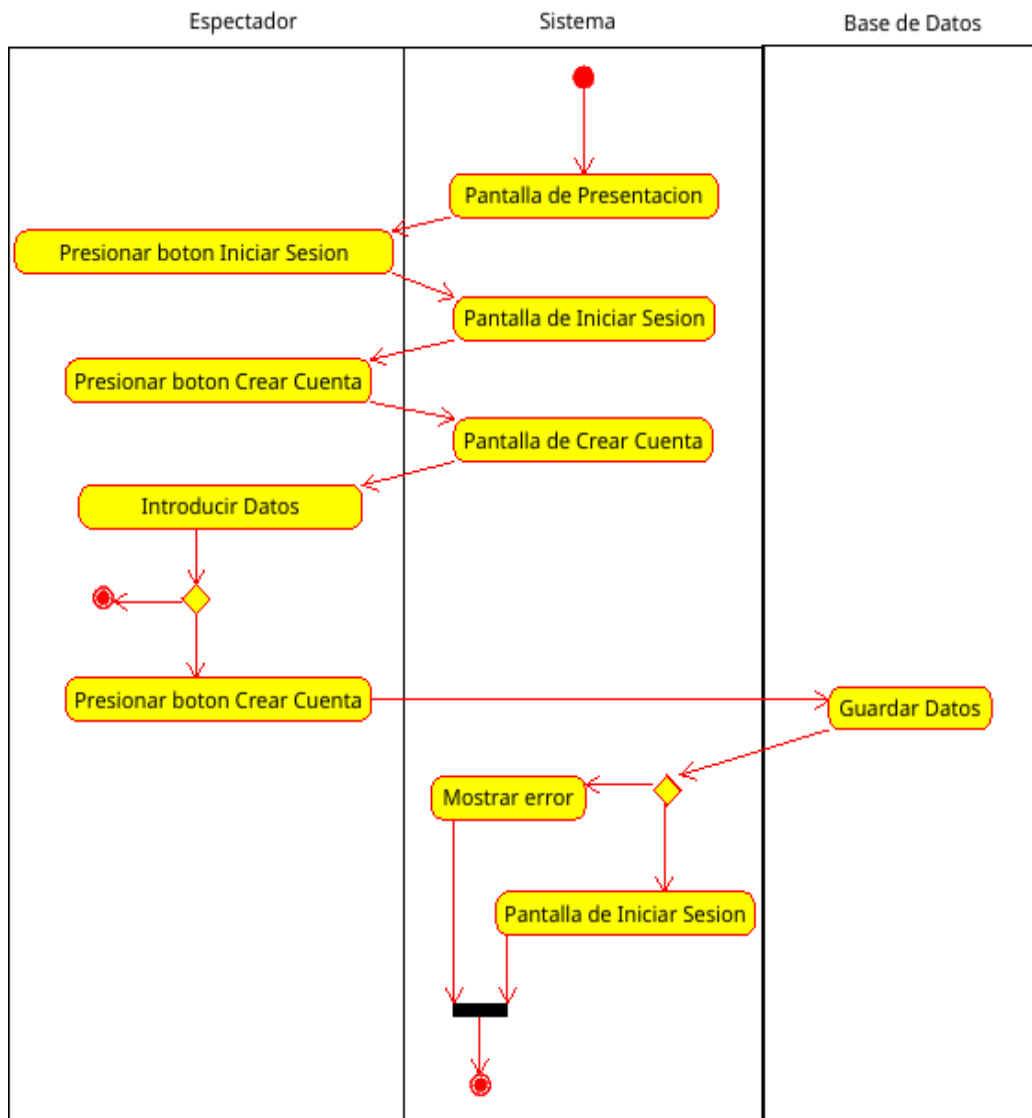 Espectador
Sistema
Base de Datos
Pantalla de Presentacion
Presionar boton Iniciar Sesion
Pantalla de Iniciar Sesion
Presionar boton Crear Cuenta
Pantalla de Crear Cuenta
Introducir Datos
Presionar boton Crear Cuenta
Guardar Datos
Mostrar error
Pantalla de Iniciar Sesion